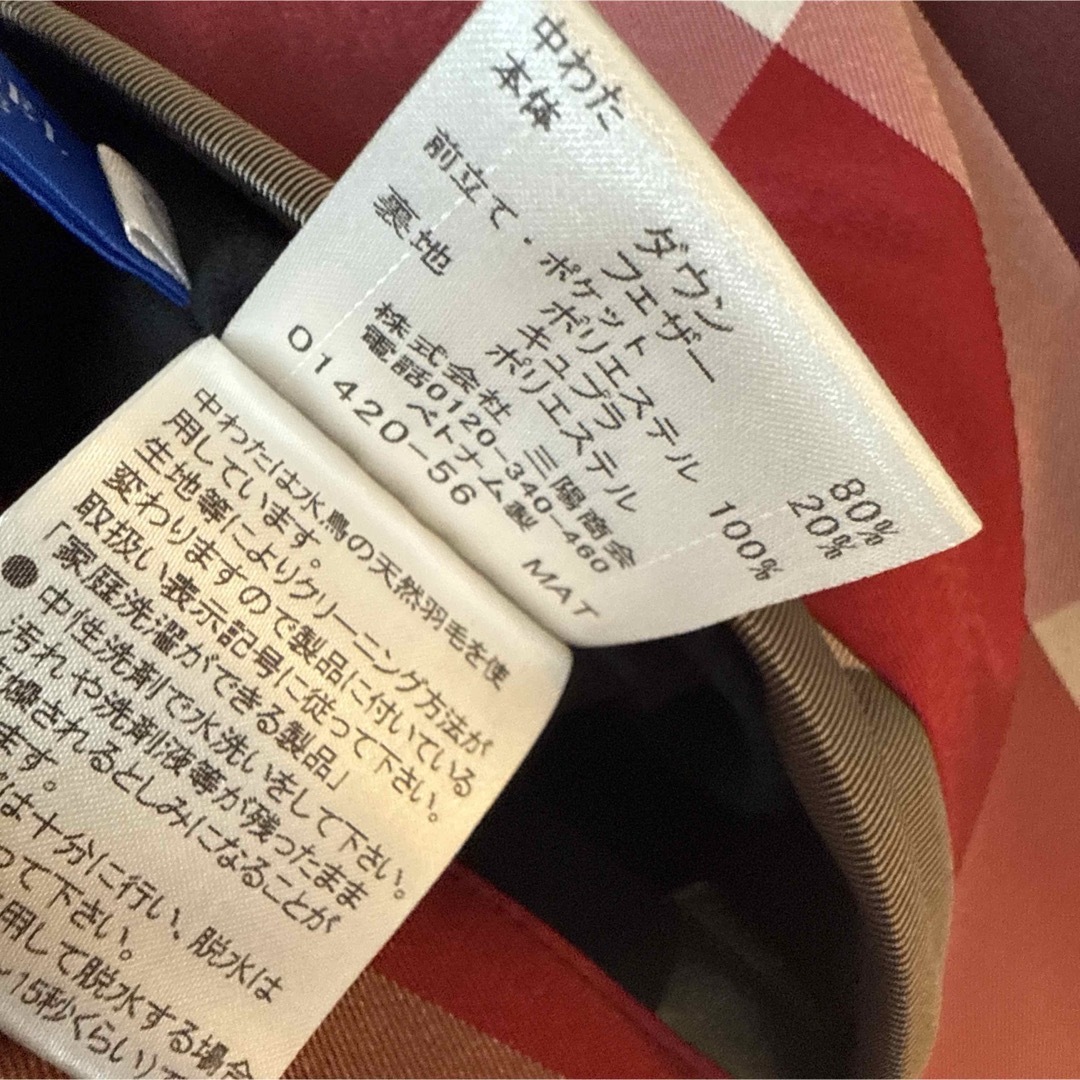 中わた
本体 ダウン 80%
フェザー 20%
前立て・ポケット
ポリエステル 100%
裏地 キュプラ
ポリエステル
株式会社 三陽商会
電話0120-340-460
ベトナム製
01420-56 MAT
中わたは水鳥の天然羽毛を使
用しています。
生地等によりクリーニング方法が
変わりますので製品に付いている
取扱い表示記号に従って下さい。
「家庭洗濯ができる製品」
●中性洗剤で水洗いをして下さい。
汚れや洗剤液等が残ったまま
燥されるとしみになることが
ます。
は十分に行い、脱水は
って下さい。
用して脱水する場合
15秒くらい)で